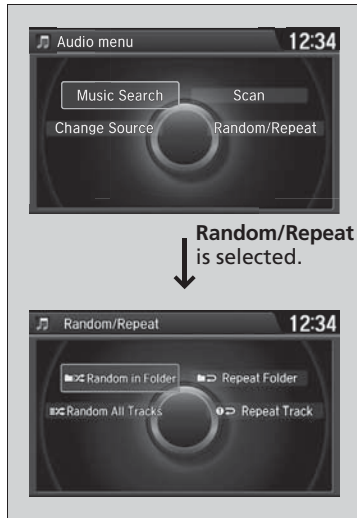 Audio menu 12:34
Music Search Scan
Change Source Random/Repeat
Random/Repeat
is selected.
Random/Repeat 12:34
Random in Folder Repeat Folder
Random All Tracks Repeat Track